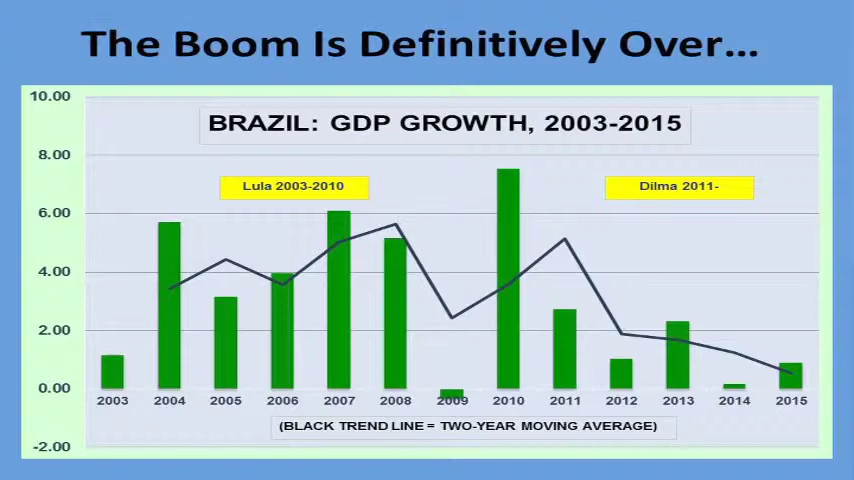 The Boom Is Definitively Over...
10.00
BRAZIL: GDP GROWTH, 2003-2015
8.00
Lula 2003-2010
Dilma 2011-
6.00
4.00
2.00
0.00
2003 2004 2005 2006 2007 2008 2009 2010 2011 2012 2013 2014 2015
(BLACK TREND LINE = TWO-YEAR MOVING AVERAGE)
-2.00